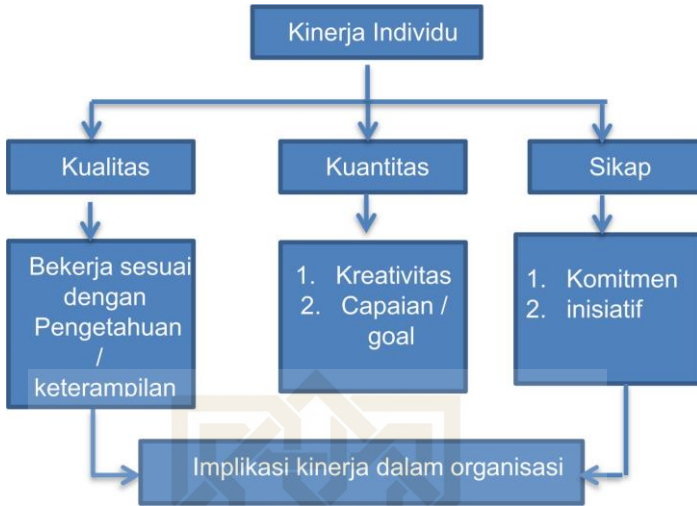 Kinerja Individu
Kualitas
Kuantitas
Sikap
Bekerja sesuai
dengan
Pengetahuan
/
keterampilan
1. Kreativitas
2. Capaian /
goal
1. Komitmen
2. inisiatif
Implikasi kinerja dalam organisasi